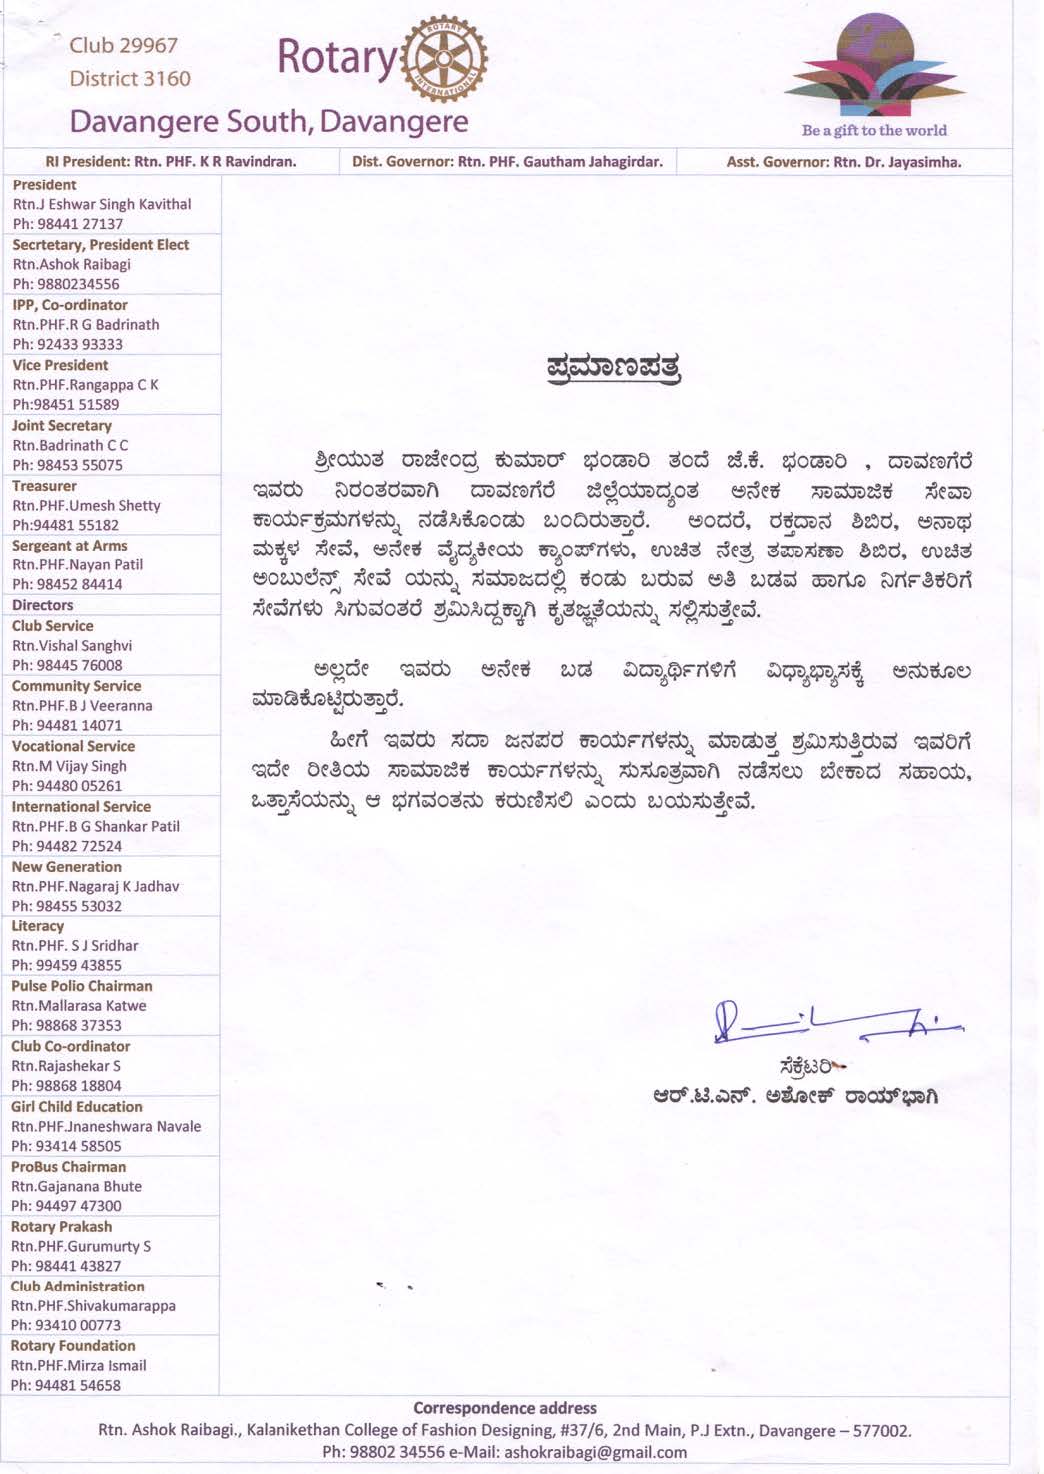 Club 29967
District 3160
Rotary
ROTARY
INTERNATIONAL
Davangere South, Davangere
Be a gift to the world
RI President: Rtn. PHF. K R Ravindran.
Dist. Governor: Rtn. PHF. Gautham Jahagirdar.
Asst. Governor: Rtn. Dr. Jayasimha.
President
Rtn.J Eshwar Singh Kavithal
Ph: 98441 27137
Secrtetary, President Elect
Rtn.Ashok Raibagi
Ph: 9880234556
IPP, Co-ordinator
Rtn.PHF.R G Badrinath
Ph: 92433 93333
Vice President
Rtn.PHF.Rangappa C K
Ph:98451 51589
Joint Secretary
Rtn.Badrinath C C
Ph: 98453 55075
Treasurer
Rtn.PHF.Umesh Shetty
Ph:94481 55182
Sergeant at Arms
Rtn.PHF.Nayan Patil
Ph: 98452 84414
Directors
Club Service
Rtn.Vishal Sanghvi
Ph: 98445 76008
Community Service
Rtn.PHF.B J Veeranna
Ph: 94481 14071
Vocational Service
Rtn.M Vijay Singh
Ph: 94480 05261
International Service
Rtn.PHF.B G Shankar Patil
Ph: 94482 72524
New Generation
Rtn.PHF.Nagaraj K Jadhav
Ph: 98455 53032
Literacy
Rtn.PHF. S J Sridhar
Ph: 99459 43855
Pulse Polio Chairman
Rtn.Mallarasa Katwe
Ph: 98868 37353
Club Co-ordinator
Rtn.Rajashekar S
Ph: 98868 18804
Girl Child Education
Rtn.PHF.Jnaneshwara Navale
Ph: 93414 58505
ProBus Chairman
Rtn.Gajanana Bhute
Ph: 94497 47300
Rotary Prakash
Rtn.PHF.Gurumurty S
Ph: 98441 43827
Club Administration
Rtn.PHF.Shivakumarappa
Ph: 93410 00773
Rotary Foundation
Rtn.PHF.Mirza Ismail
Ph: 94481 54658
ಪ್ರಮಾಣಪತ್ರ
ಶ್ರೀಯುತ ರಾಜೇಂದ್ರ ಕುಮಾರ್ ಭಂಡಾರಿ ತಂದೆ ಜೆ.ಕೆ. ಭಂಡಾರಿ , ದಾವಣಗೆರೆ
ಇವರು ನಿರಂತರವಾಗಿ ದಾವಣಗೆರೆ ಜಿಲ್ಲೆಯಾದ್ಯಂತ ಅನೇಕ ಸಾಮಾಜಿಕ ಸೇವಾ
ಕಾರ್ಯಕ್ರಮಗಳನ್ನು ನಡೆಸಿಕೊಂಡು ಬಂದಿರುತ್ತಾರೆ. ಅಂದರೆ, ರಕ್ತದಾನ ಶಿಬಿರ, ಅನಾಥ
ಮಕ್ಕಳ ಸೇವೆ, ಅನೇಕ ವೈದ್ಯಕೀಯ ಕ್ಯಾಂಪ್‌ಗಳು, ಉಚಿತ ನೇತ್ರ ತಪಾಸಣಾ ಶಿಬಿರ, ಉಚಿತ
ಅಂಬುಲೆನ್ಸ್ ಸೇವೆ ಯನ್ನು ಸಮಾಜದಲ್ಲಿ ಕಂಡು ಬರುವ ಅತಿ ಬಡವ ಹಾಗೂ ನಿರ್ಗತಿಕರಿಗೆ
ಸೇವೆಗಳು ಸಿಗುವಂತರೆ ಶ್ರಮಿಸಿದ್ದಕ್ಕಾಗಿ ಕೃತಜ್ಞತೆಯನ್ನು ಸಲ್ಲಿಸುತ್ತೇವೆ.
ಅಲ್ಲದೇ ಇವರು ಅನೇಕ ಬಡ ವಿದ್ಯಾರ್ಥಿಗಳಿಗೆ ವಿಧ್ಯಾಭ್ಯಾಸಕ್ಕೆ ಅನುಕೂಲ
ಮಾಡಿಕೊಟ್ಟಿರುತ್ತಾರೆ.
ಹೀಗೆ ಇವರು ಸದಾ ಜನಪರ ಕಾರ್ಯಗಳನ್ನು ಮಾಡುತ್ತ ಶ್ರಮಿಸುತ್ತಿರುವ ಇವರಿಗೆ
ಇದೇ ರೀತಿಯ ಸಾಮಾಜಿಕ ಕಾರ್ಯಗಳನ್ನು ಸುಸೂತ್ರವಾಗಿ ನಡೆಸಲು ಬೇಕಾದ ಸಹಾಯ,
ಒತ್ತಾಸೆಯನ್ನು ಆ ಭಗವಂತನು ಕರುಣಿಸಲಿ ಎಂದು ಬಯಸುತ್ತೇವೆ.
ಸೆಕ್ರೆಟರಿ
ಆರ್.ಟಿ.ಎನ್. ಅಶೋಕ್ ರಾಯ್‌ಭಾಗಿ
Correspondence address
Rtn. Ashok Raibagi., Kalanikethan College of Fashion Designing, #37/6, 2nd Main, P.J Extn., Davangere – 577002.
Ph: 98802 34556 e-Mail: ashokraibagi@gmail.com